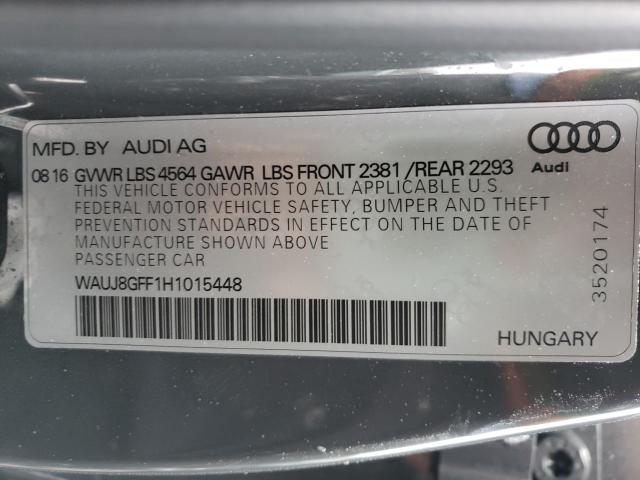 MFD. BY AUDI AG
08 16 GVWR LBS 4564 GAWR LBS FRONT 2381 /REAR 2293
Audi
THIS VEHICLE CONFORMS TO ALL APPLICABLE U.S.
FEDERAL MOTOR VEHICLE SAFETY, BUMPER AND THEFT
PREVENTION STANDARDS IN EFFECT ON THE DATE OF
MANUFACTURE SHOWN ABOVE
PASSENGER CAR
WAUJ8GFF1H1015448
3520174
HUNGARY